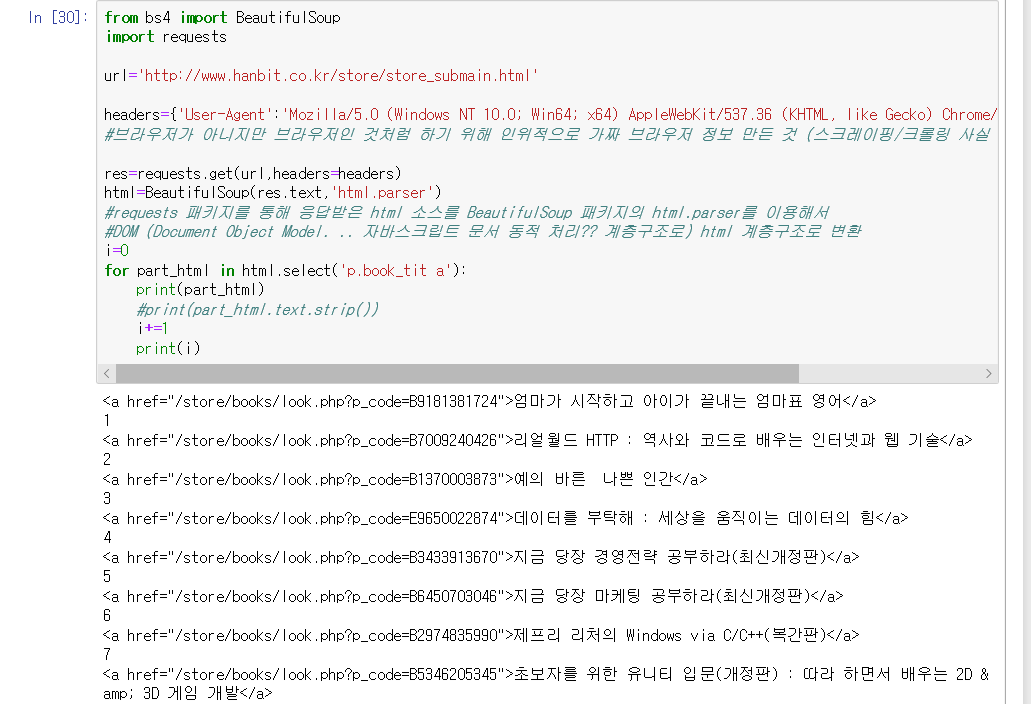 In [30]:
from bs4 import BeautifulSoup
import requests
url='http://www.hanbit.co.kr/store/store_submain.html'
headers={'User-Agent':'Mozilla/5.0 (Windows NT 10.0; Win64; x64) AppleWebKit/537.36 (KHTML, like Gecko) Chrome/
#브라우저가 아니지만 브라우저인 것처럼 하기 위해 인위적으로 가짜 브라우저 정보 만든 것 (스크레이핑/크롤링 사실
res=requests.get(url,headers=headers)
html=BeautifulSoup(res.text,'html.parser')
#requests 패키지를 통해 응답받은 html 소스를 BeautifulSoup 패키지의 html.parser를 이용해서
#DOM (Document Object Model. .. 자바스크립트 문서 동적 처리?? 계층구조로) html 계층구조로 변환
i=0
for part_html in html.select('p.book_tit a'):
    print(part_html)
    #print(part_html.text.strip())
    i+=1
    print(i)
<a href="/store/books/look.php?p_code=B9181381724">엄마가 시작하고 아이가 끝내는 엄마표 영어</a>
1
<a href="/store/books/look.php?p_code=B7009240426">리얼월드 HTTP : 역사와 코드로 배우는 인터넷과 웹 기술</a>
2
<a href="/store/books/look.php?p_code=B1370003873">예의 바른  나쁜 인간</a>
3
<a href="/store/books/look.php?p_code=E9650022874">데이터를 부탁해 : 세상을 움직이는 데이터의 힘</a>
4
<a href="/store/books/look.php?p_code=B3433913670">지금 당장 경영전략 공부하라(최신개정판)</a>
5
<a href="/store/books/look.php?p_code=B6450703046">지금 당장 마케팅 공부하라(최신개정판)</a>
6
<a href="/store/books/look.php?p_code=B2974835990">제프리 리처의 Windows via C/C++(복간판)</a>
7
<a href="/store/books/look.php?p_code=B5346205345">초보자를 위한 유니티 입문(개정판) : 따라 하면서 배우는 2D &
amp; 3D 게임 개발</a>